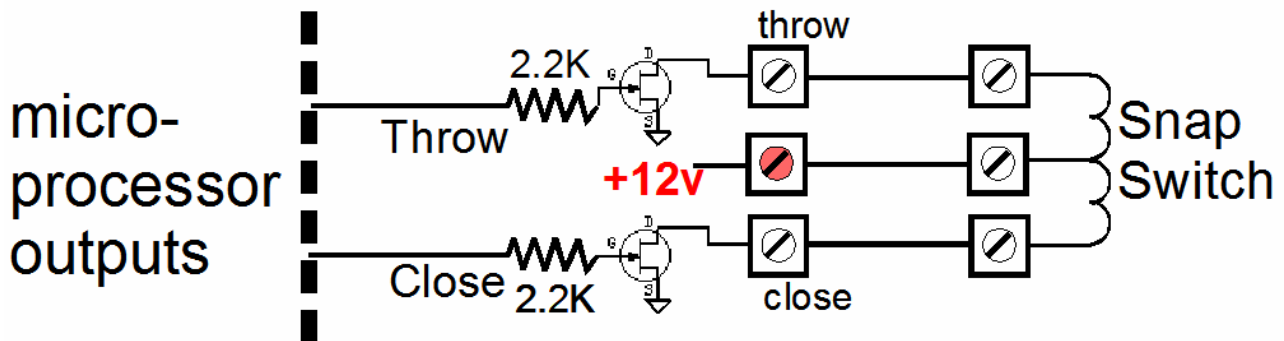 micro-
processor
outputs
2.2K
Throw
D
G
S
throw
+12v
Snap
Switch
Close
2.2K
D
G
S
close